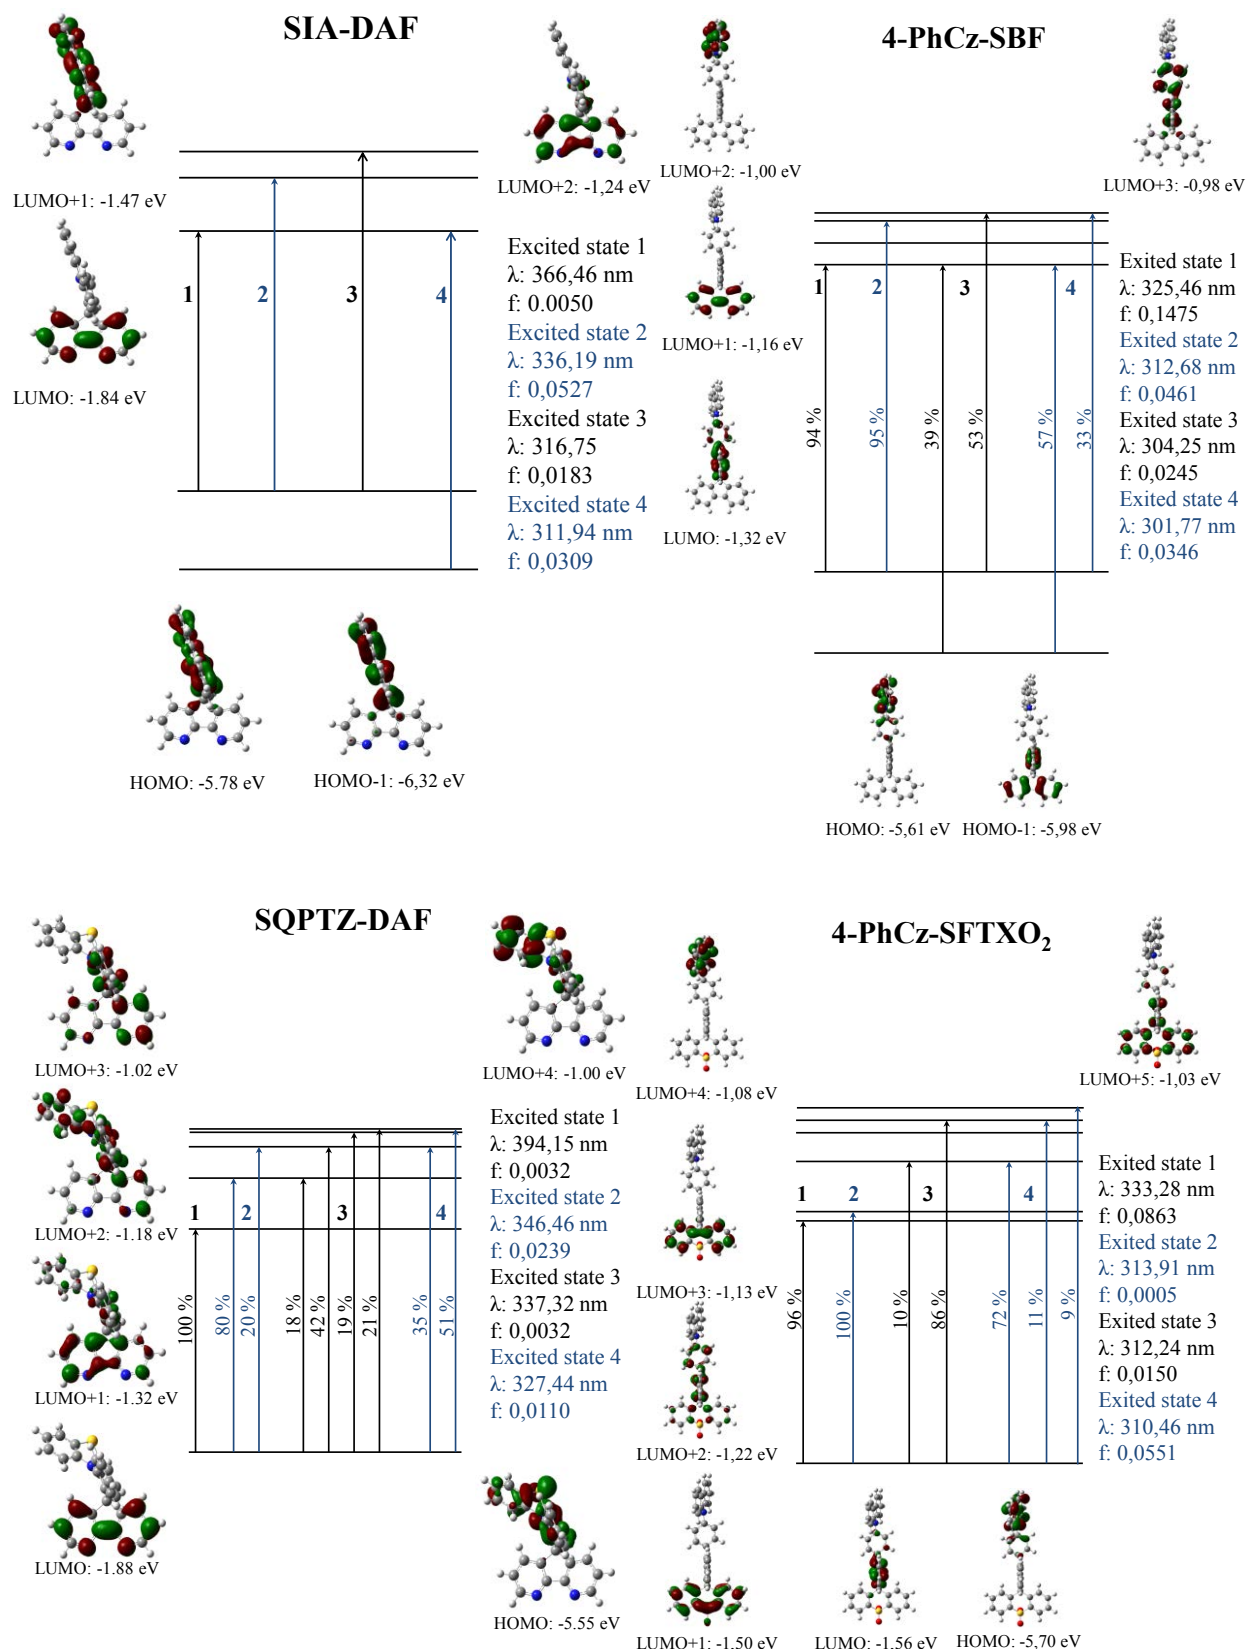 SIA-DAF
LUMO+1: -1.47 eV
LUMO: -1.84 eV
LUMO+2: -1,24 eV
1
2
3
4
Excited state 1
λ: 366,46 nm
f: 0.0050
Excited state 2
λ: 336,19 nm
f: 0,0527
Excited state 3
λ: 316,75
f: 0,0183
Excited state 4
λ: 311,94 nm
f: 0,0309
HOMO: -5.78 eV
HOMO-1: -6,32 eV
4-PhCz-SBF
LUMO+2: -1,00 eV
LUMO+1: -1,16 eV
LUMO: -1,32 eV
LUMO+3: -0,98 eV
1
2
3
4
94 %
95 %
39 %
53 %
57 %
33 %
Exited state 1
λ: 325,46 nm
f: 0,1475
Exited state 2
λ: 312,68 nm
f: 0,0461
Exited state 3
λ: 304,25 nm
f: 0,0245
Exited state 4
λ: 301,77 nm
f: 0,0346
HOMO: -5,61 eV
HOMO-1: -5,98 eV
SQPTZ-DAF
LUMO+3: -1.02 eV
LUMO+2: -1.18 eV
LUMO+1: -1.32 eV
LUMO: -1.88 eV
LUMO+4: -1.00 eV
1
2
3
4
100 %
80 %
20 %
18 %
42 %
19 %
21 %
35 %
51 %
Excited state 1
λ: 394,15 nm
f: 0,0032
Excited state 2
λ: 346,46 nm
f: 0,0239
Excited state 3
λ: 337,32 nm
f: 0,0032
Excited state 4
λ: 327,44 nm
f: 0,0110
HOMO: -5.55 eV
4-PhCz-SFTXO₂
LUMO+4: -1,08 eV
LUMO+3: -1,13 eV
LUMO+2: -1,22 eV
LUMO+1: -1,50 eV
LUMO: -1,56 eV
HOMO: -5,70 eV
LUMO+5: -1,03 eV
1
2
3
4
96 %
100 %
10 %
86 %
72 %
11 %
9 %
Exited state 1
λ: 333,28 nm
f: 0,0863
Exited state 2
λ: 313,91 nm
f: 0,0005
Exited state 3
λ: 312,24 nm
f: 0,0150
Exited state 4
λ: 310,46 nm
f: 0,0551